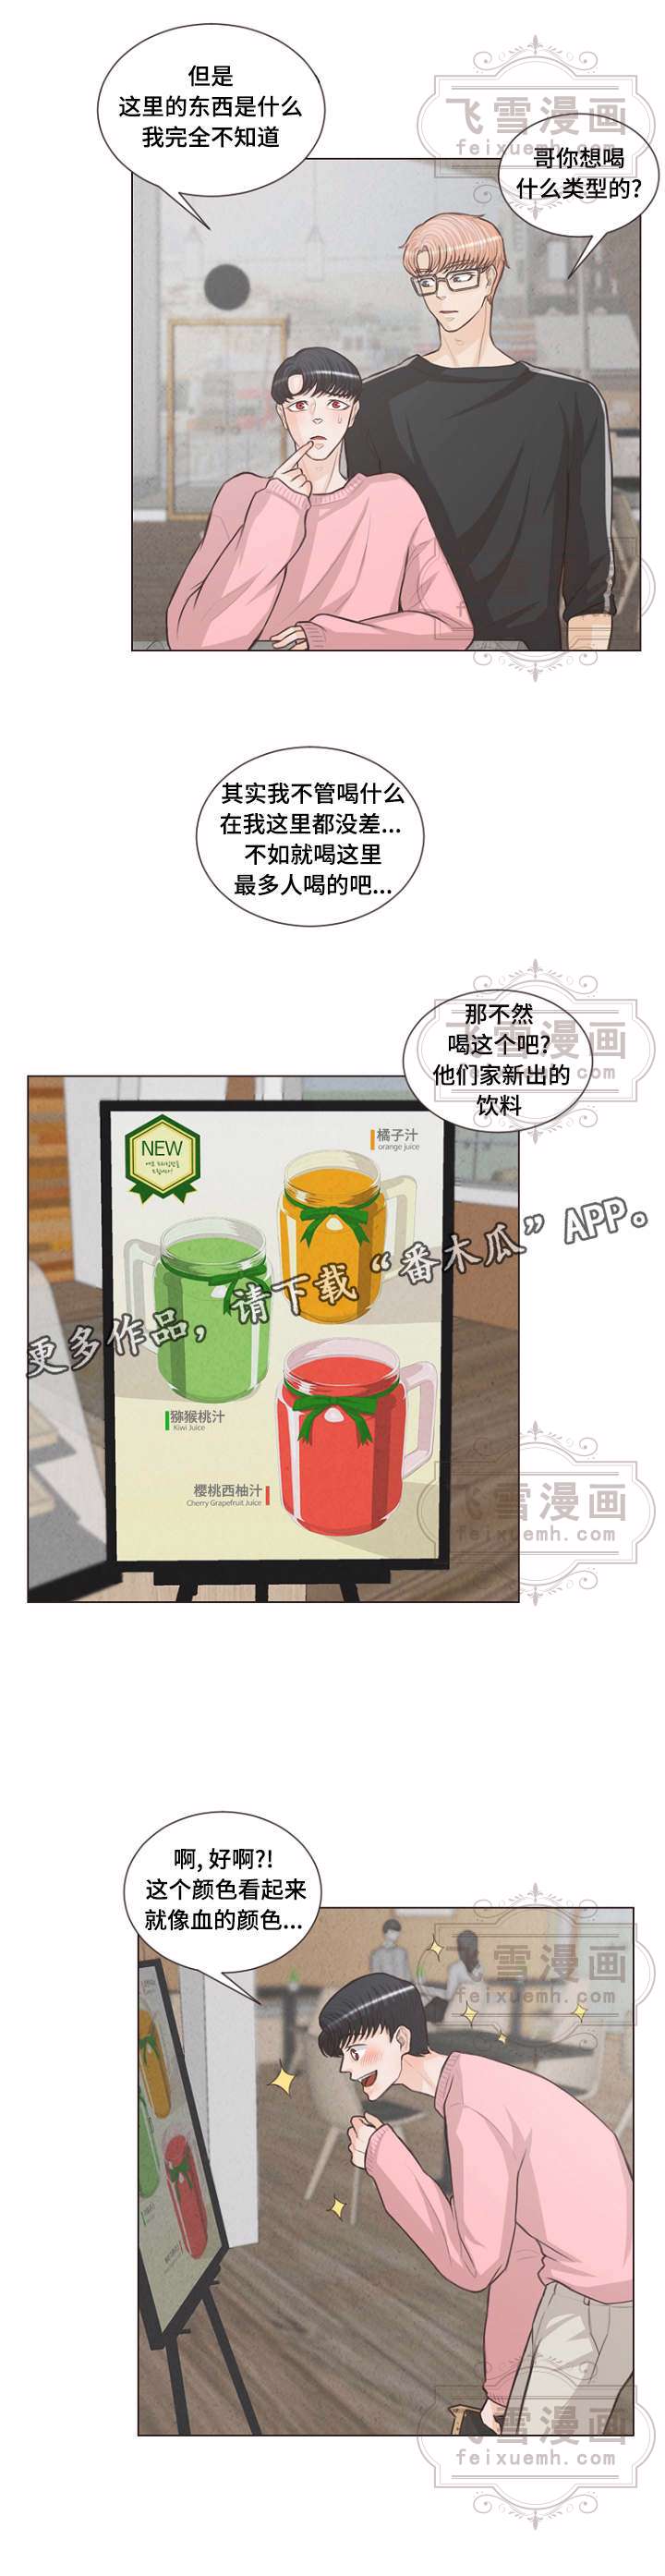 但是
这里的东西是什么
我完全不知道
飞雪漫画
feixuemh.com
哥你想喝
什么类型的?
feixuemh.com
其实我不管喝什么
在我这里都没差...
不如就喝这里
最多人喝的吧...
飞雪漫画
那不然
喝这个吧?
他们家新出的
饮料
NEW
橘子汁
orange juice
更多作品，请下载“番木瓜”APP。
猕猴桃汁
Kiwi Juice
樱桃西柚汁
Cherry Grapefruit Juice
飞雪漫画
feixuemh.com
啊, 好啊?!
这个颜色看起来
就像血的颜色...
飞雪漫画
feixuemh.com
飞雪漫画
feixuemh.com